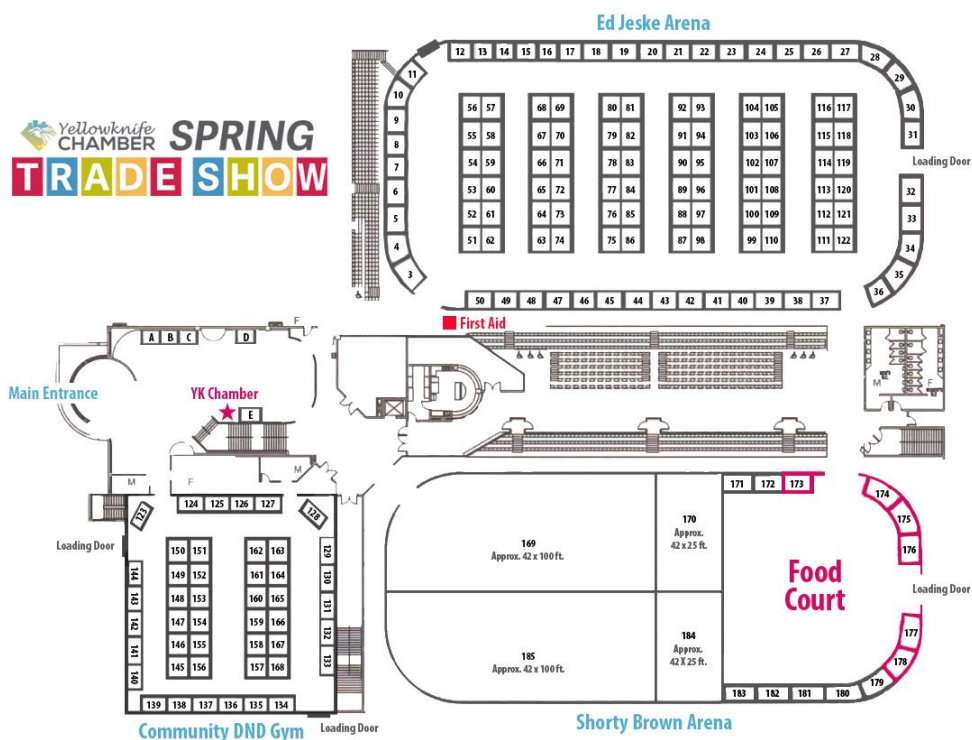 Ed Jeske Arena
Yellowknife
CHAMBER
SPRING
TRADE SHOW
12 13 14 15 16 17 18 19 20 21 22 23 24 25 26 27
28
29
30
31
11
10
9
8
7
6
5
4
3
56 57 68 69 80 81 92 93 104 105 116 117
55 58 67 70 79 82 91 94 103 106 115 118
54 59 66 71 78 83 90 95 102 107 114 119
53 60 65 72 77 84 89 96 101 108 113 120
52 61 64 73 76 85 88 97 100 109 112 121
51 62 63 74 75 86 87 98 99 110 111 122
Loading Door
32
33
34
35
36
50 49 48 47 46 45 44 43 42 41 40 39 38 37
First Aid
F
A B C D
Main Entrance
YK Chamber
E
M F
M F M
123
124 125 126 127
128
Loading Door
150 151 162 163
149 152 161 164
148 153 160 165
147 154 159 166
146 155 158 167
145 156 157 168
144
143
142
141
140
129
130
131
132
133
139 138 137 136 135 134
Community DND Gym
Loading Door
169
Approx. 42 x 100 ft.
170
Approx.
42 x 25 ft.
185
Approx. 42 x 100 ft.
184
Approx.
42 X 25 ft.
171 172 173
174
175
176
Food
Court
Loading Door
177
178
179
183 182 181 180
Shorty Brown Arena